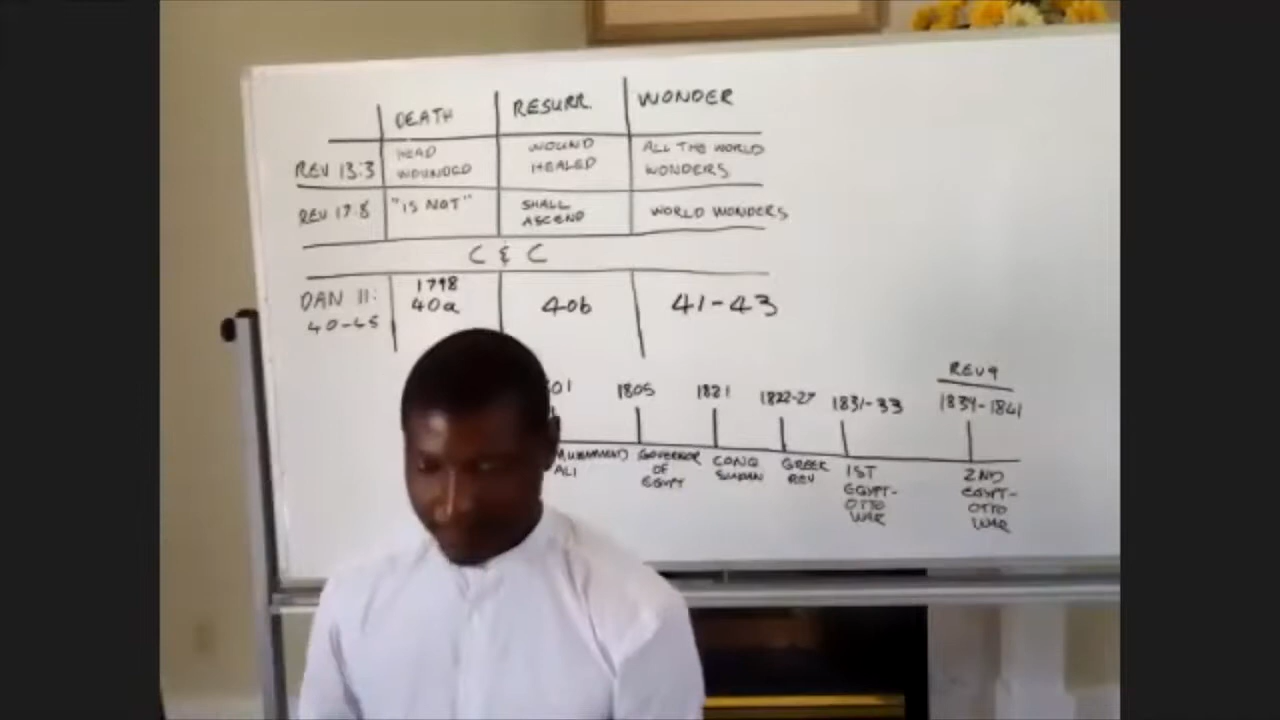 DEATH RESURR. WONDER
REV 13:3 HEAD WOUNDED WOUND HEALED ALL THE WORLD WONDERS
REV 17:8 "IS NOT" SHALL ASCEND WORLD WONDERS
C & C
DAN 11: 40-45 1798 40a 40b 41-43
REV 9
01 1805 1821 1822-27 1831-33 1839-1841
MUHAMMED ALI GOVERNOR OF EGYPT CONQ SUDAN GREEK REV 1ST EGYPT-OTTO WAR 2ND EGYPT-OTTO WAR